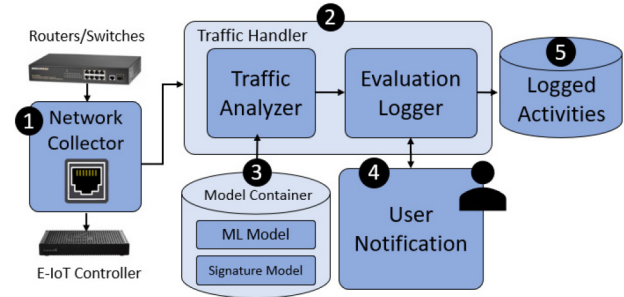 Routers/Switches
1
Network
Collector
E-IoT Controller
2
Traffic Handler
Traffic
Analyzer
Evaluation
Logger
3
Model Container
ML Model
Signature Model
4
User
Notification
5
Logged
Activities